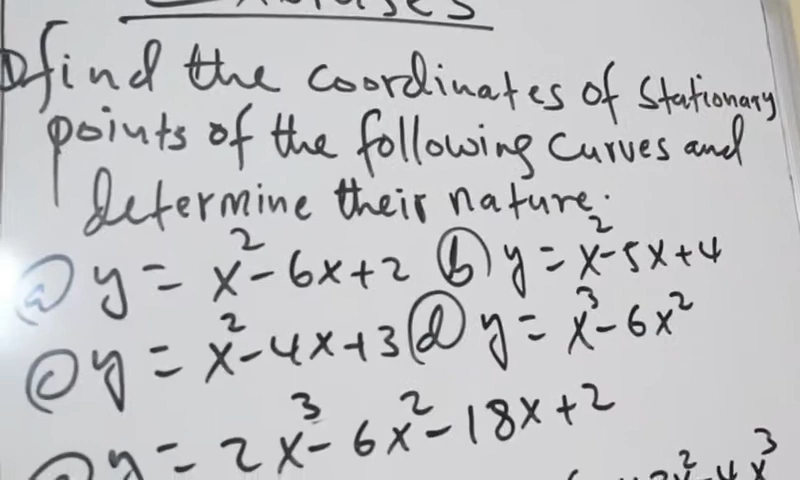 Exercises
① find the coordinates of stationary
points of the following curves and
determine their nature.
ⓐ y = x² - 6x + 2 ⓑ y = x² - 5x + 4
ⓒ y = x² - 4x + 3 ⓓ y = x³ - 6x²
y = 2x³ - 6x² - 18x + 2